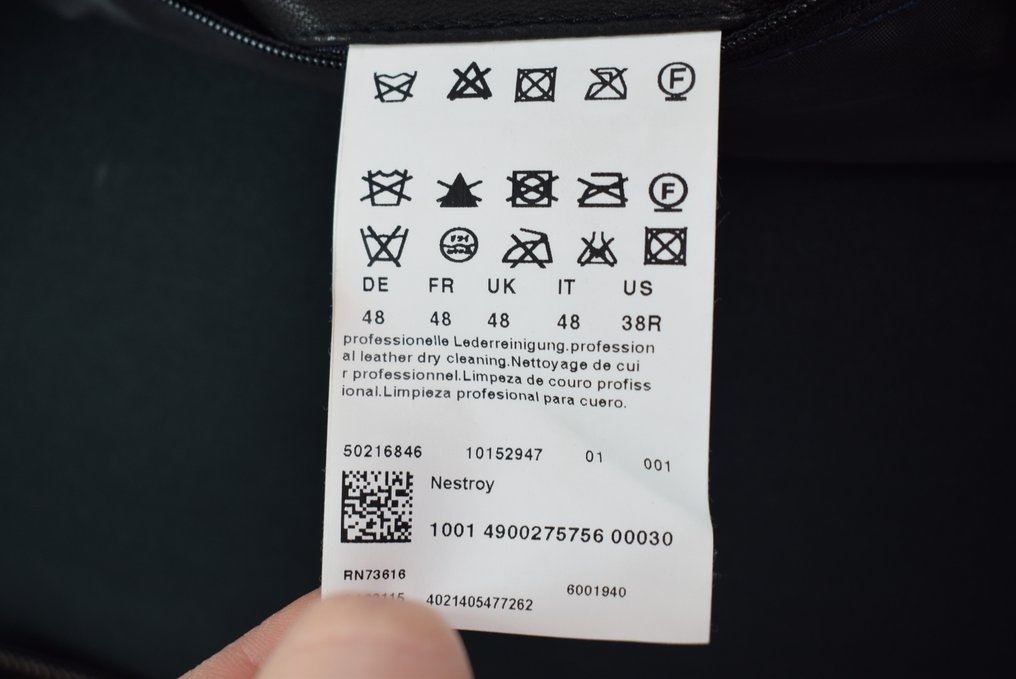 F
F
DE FR UK IT US
48 48 48 48 38R
professionelle Lederreinigung.profession
al leather dry cleaning.Nettoyage de cui
r professionnel.Limpeza de couro profiss
ional.Limpieza profesional para cuero.
50216846 10152947 01 001
Nestroy
1001 4900275756 00030
RN73616
6001940
4021405477262